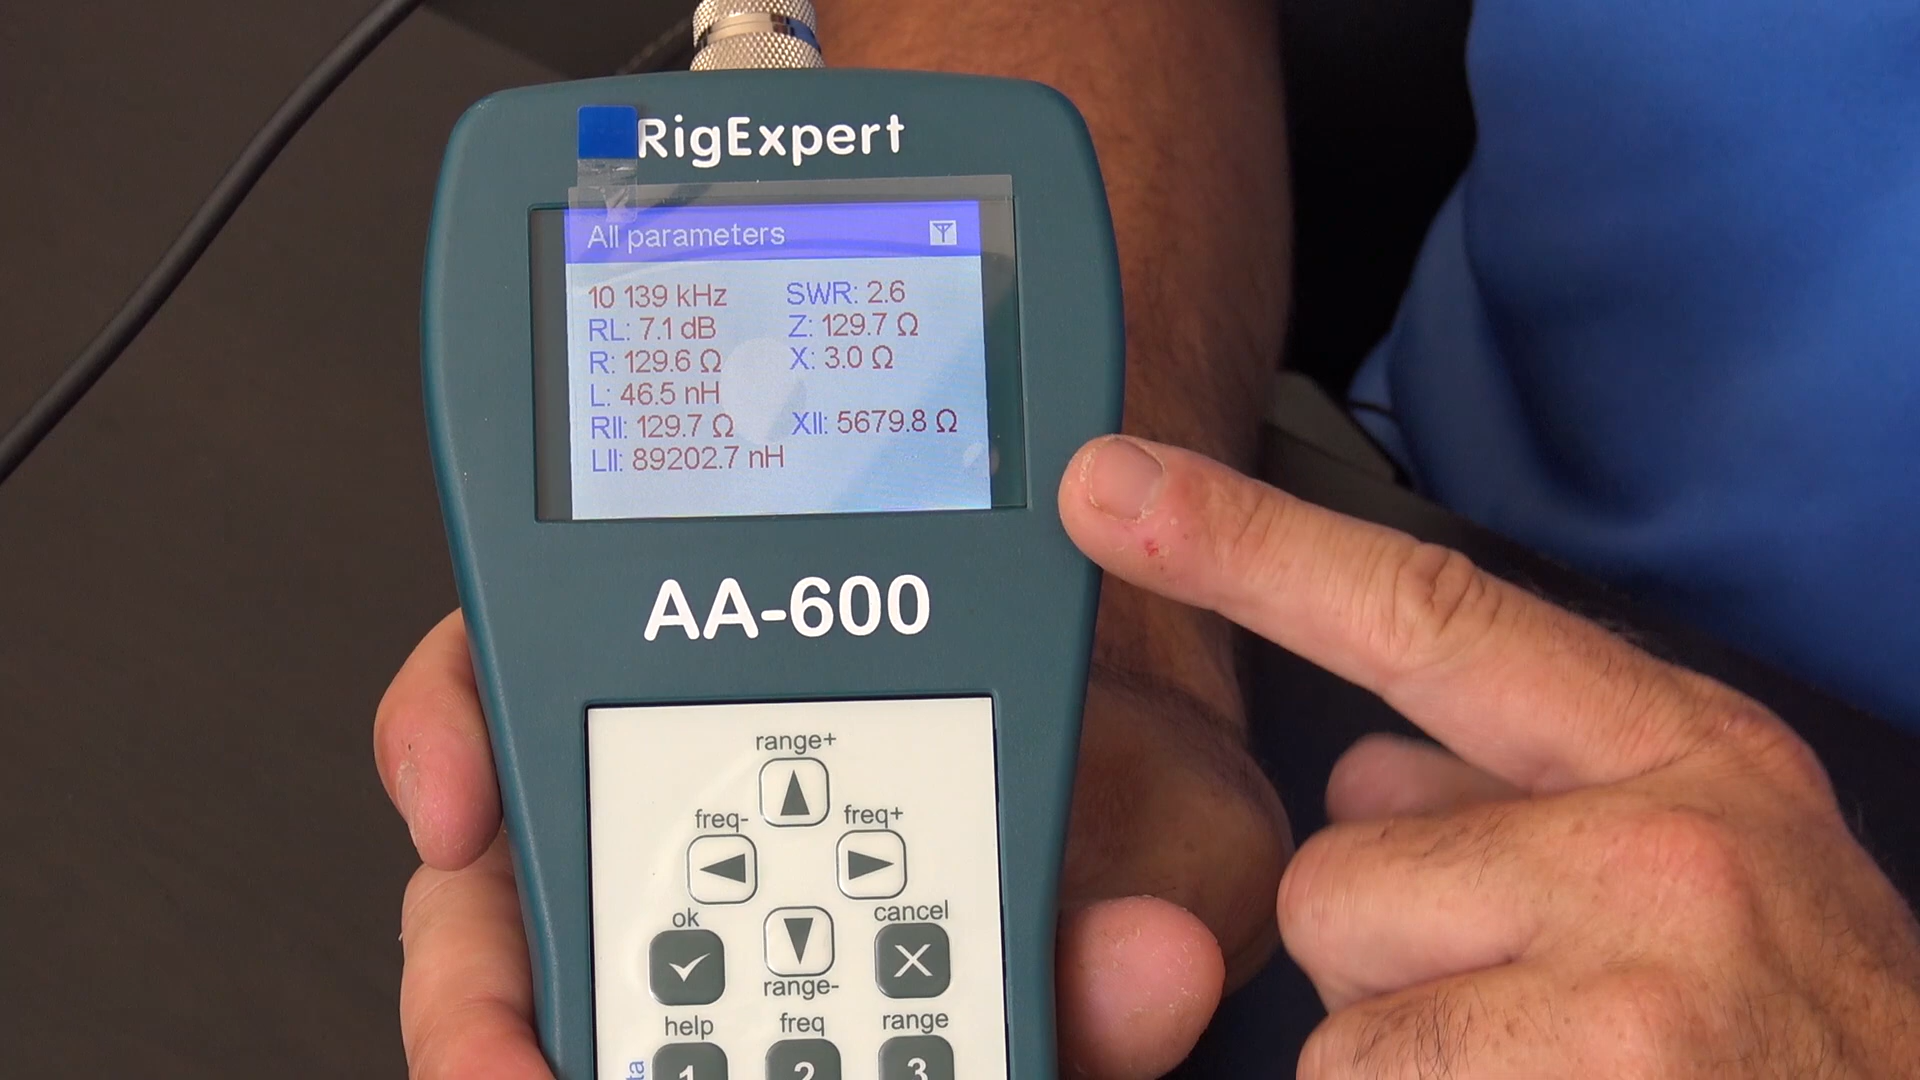 RigExpert
All parameters
10 139 kHz SWR: 2.6
RL: 7.1 dB Z: 129.7 Ω
R: 129.6 Ω X: 3.0 Ω
L: 46.5 nH
RII: 129.7 Ω XII: 5679.8 Ω
LII: 89202.7 nH
AA-600
range+
freq- freq+
ok cancel
range-
help freq range
1 2 3